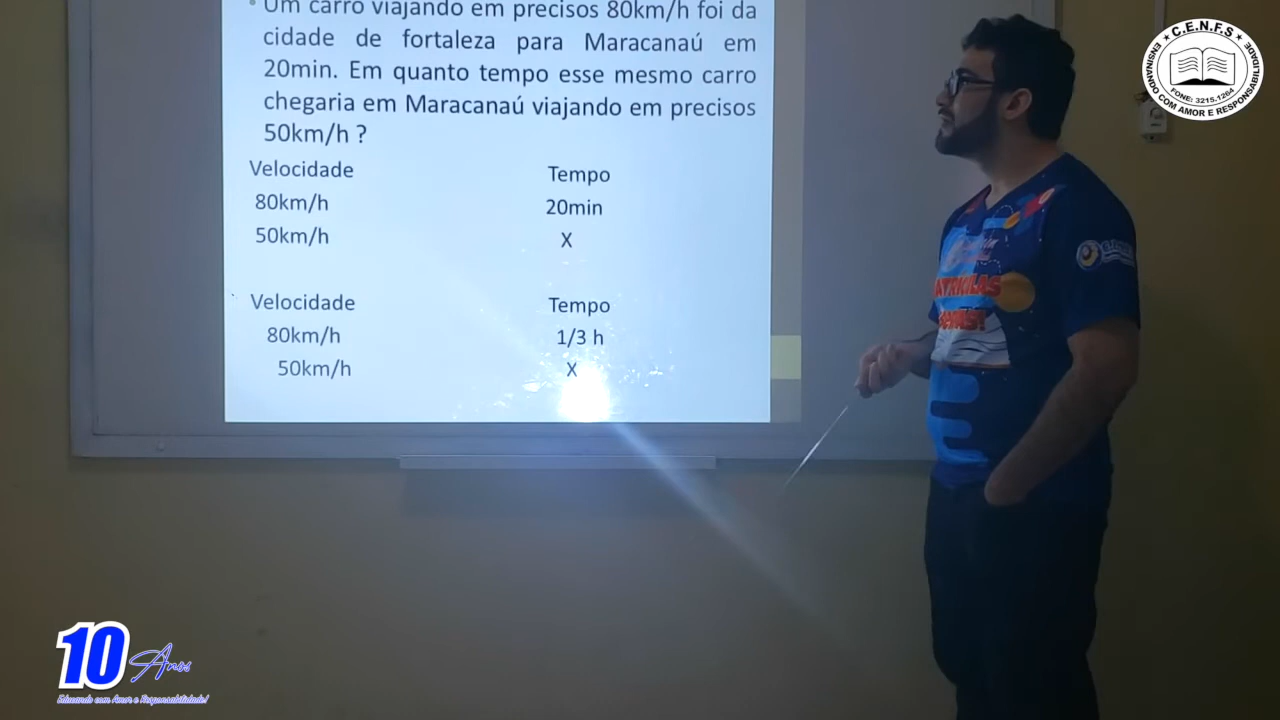 • Um carro viajando em precisos 80km/h foi da
cidade de fortaleza para Maracanaú em
20min. Em quanto tempo esse mesmo carro
chegaria em Maracanaú viajando em precisos
50km/h ?
Velocidade Tempo
80km/h 20min
50km/h X
Velocidade Tempo
80km/h 1/3 h
50km/h X
★ C.E.N.F.S ★
ENSINANDO COM AMOR E RESPONSABILIDADE
FONE: 3215.1264
MATRICULAS
10 Anos
Educando com Amor e Responsabilidade!